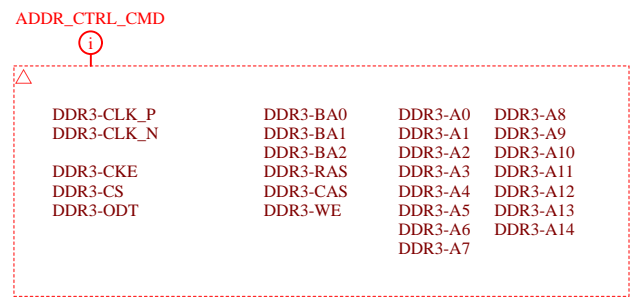 ADDR_CTRL_CMD
i
DDR3-CLK_P DDR3-BA0 DDR3-A0 DDR3-A8
DDR3-CLK_N DDR3-BA1 DDR3-A1 DDR3-A9
DDR3-BA2 DDR3-A2 DDR3-A10
DDR3-CKE DDR3-RAS DDR3-A3 DDR3-A11
DDR3-CS DDR3-CAS DDR3-A4 DDR3-A12
DDR3-ODT DDR3-WE DDR3-A5 DDR3-A13
DDR3-A6 DDR3-A14
DDR3-A7